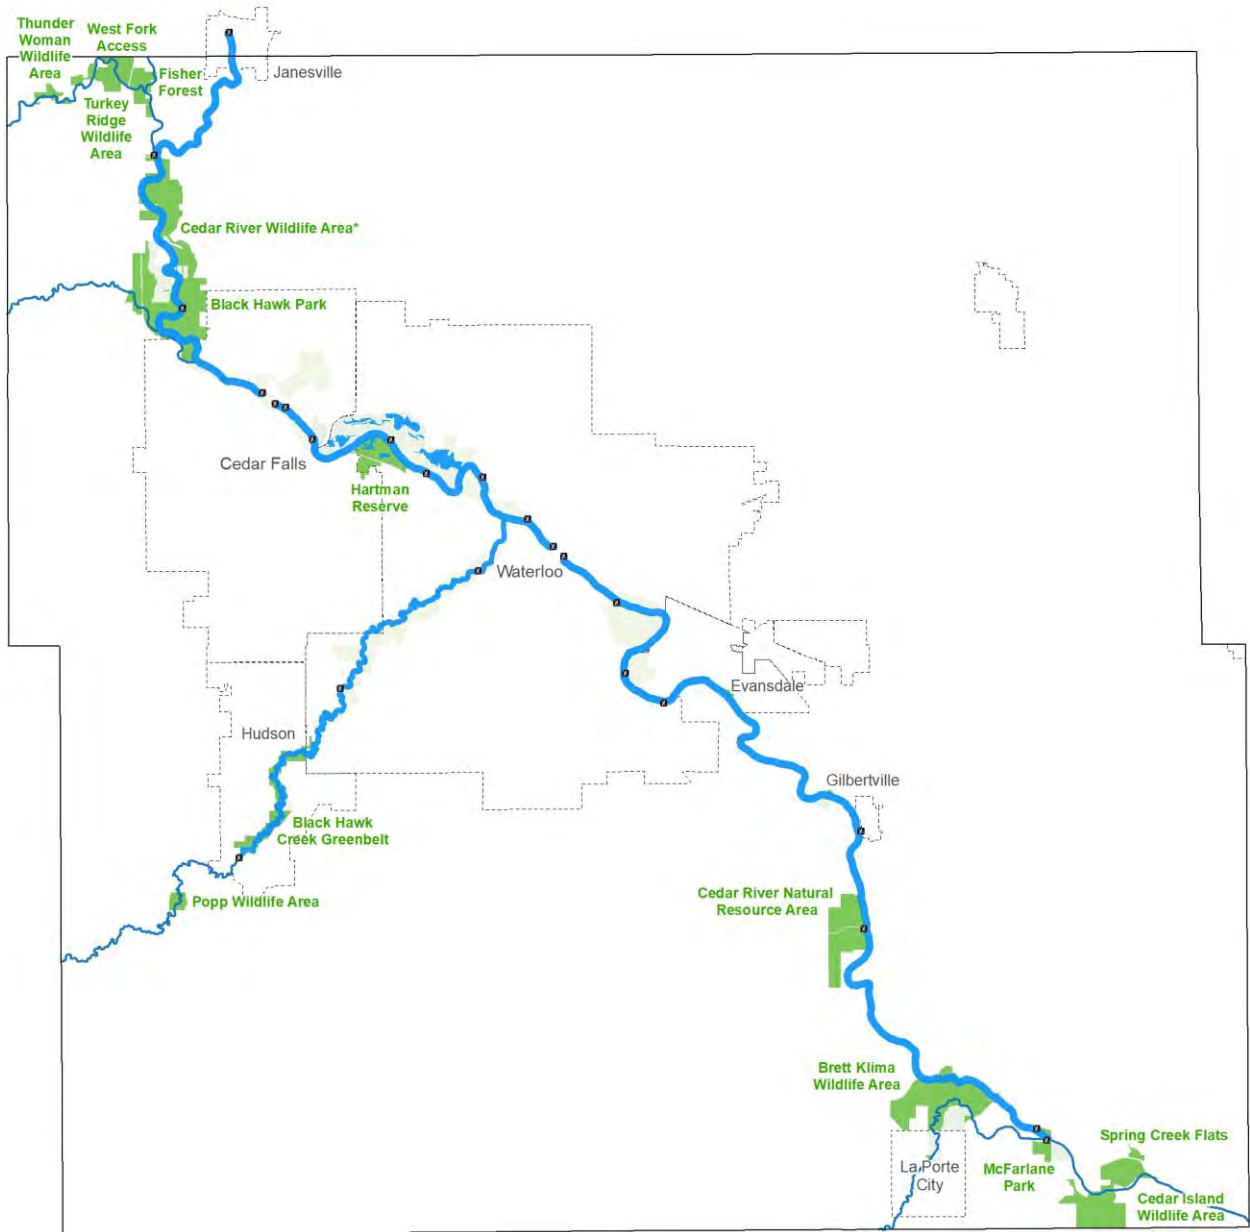 Thunder
Woman
Wildlife
Area
West Fork
Access
Fisher
Forest
Janesville
Turkey
Ridge
Wildlife
Area
Cedar River Wildlife Area*
Black Hawk Park
Cedar Falls
Hartman
Reserve
Waterloo
Evansdale
Hudson
Gilbertville
Black Hawk
Creek Greenbelt
Popp Wildlife Area
Cedar River Natural
Resource Area
Brett Klima
Wildlife Area
Spring Creek Flats
La Porte
City
McFarlane
Park
Cedar Island
Wildlife Area